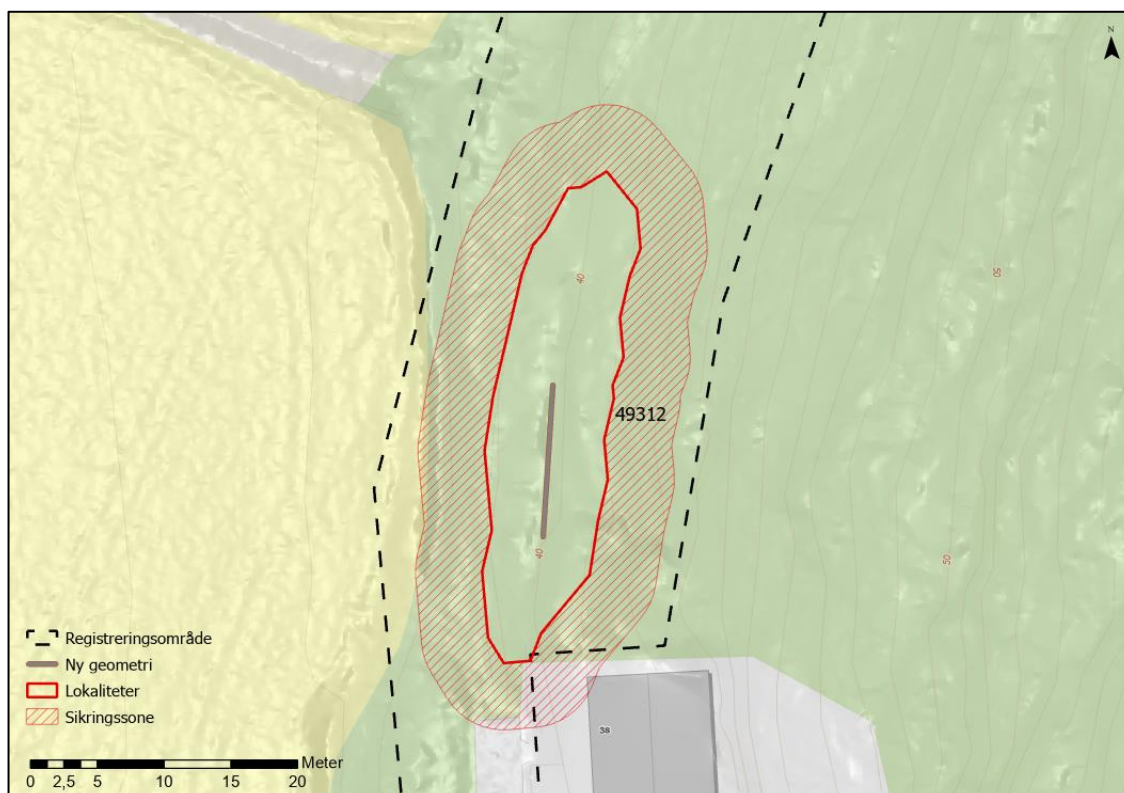 N
40
50
49312
40
50
Registreringsområde
Ny geometri
Lokaliteter
Sikringssone
38
Meter
0 2,5 5 10 15 20